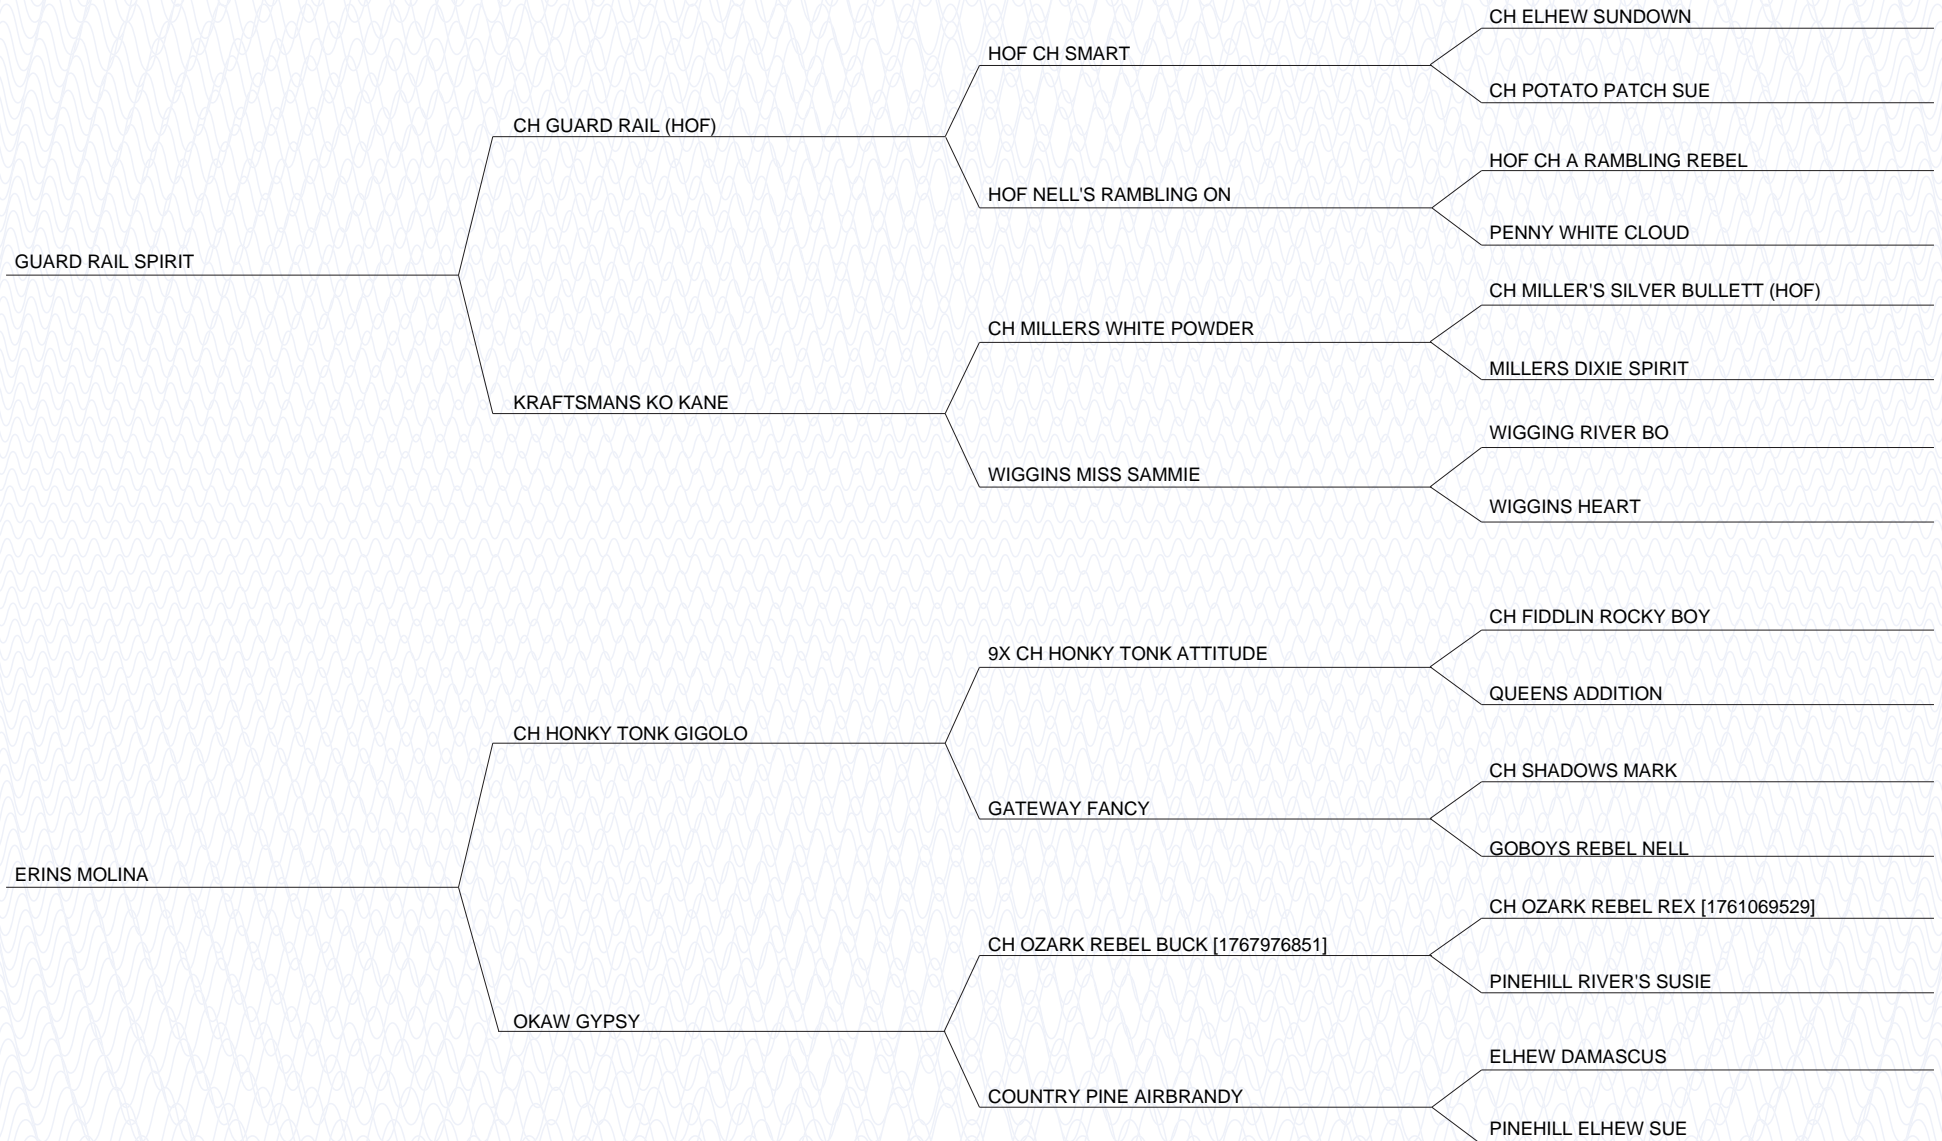 CH ELHEW SUNDOWN
HOF CH SMART
CH POTATO PATCH SUE
CH GUARD RAIL (HOF)
HOF CH A RAMBLING REBEL
HOF NELL'S RAMBLING ON
PENNY WHITE CLOUD
GUARD RAIL SPIRIT
CH MILLER'S SILVER BULLETT (HOF)
CH MILLERS WHITE POWDER
MILLERS DIXIE SPIRIT
KRAFTSMANS KO KANE
WIGGING RIVER BO
WIGGINS MISS SAMMIE
WIGGINS HEART
CH FIDDLIN ROCKY BOY
9X CH HONKY TONK ATTITUDE
QUEENS ADDITION
CH HONKY TONK GIGOLO
CH SHADOWS MARK
GATEWAY FANCY
GOBOYS REBEL NELL
ERINS MOLINA
CH OZARK REBEL REX [1761069529]
CH OZARK REBEL BUCK [1767976851]
PINEHILL RIVER'S SUSIE
OKAW GYPSY
ELHEW DAMASCUS
COUNTRY PINE AIRBRANDY
PINEHILL ELHEW SUE